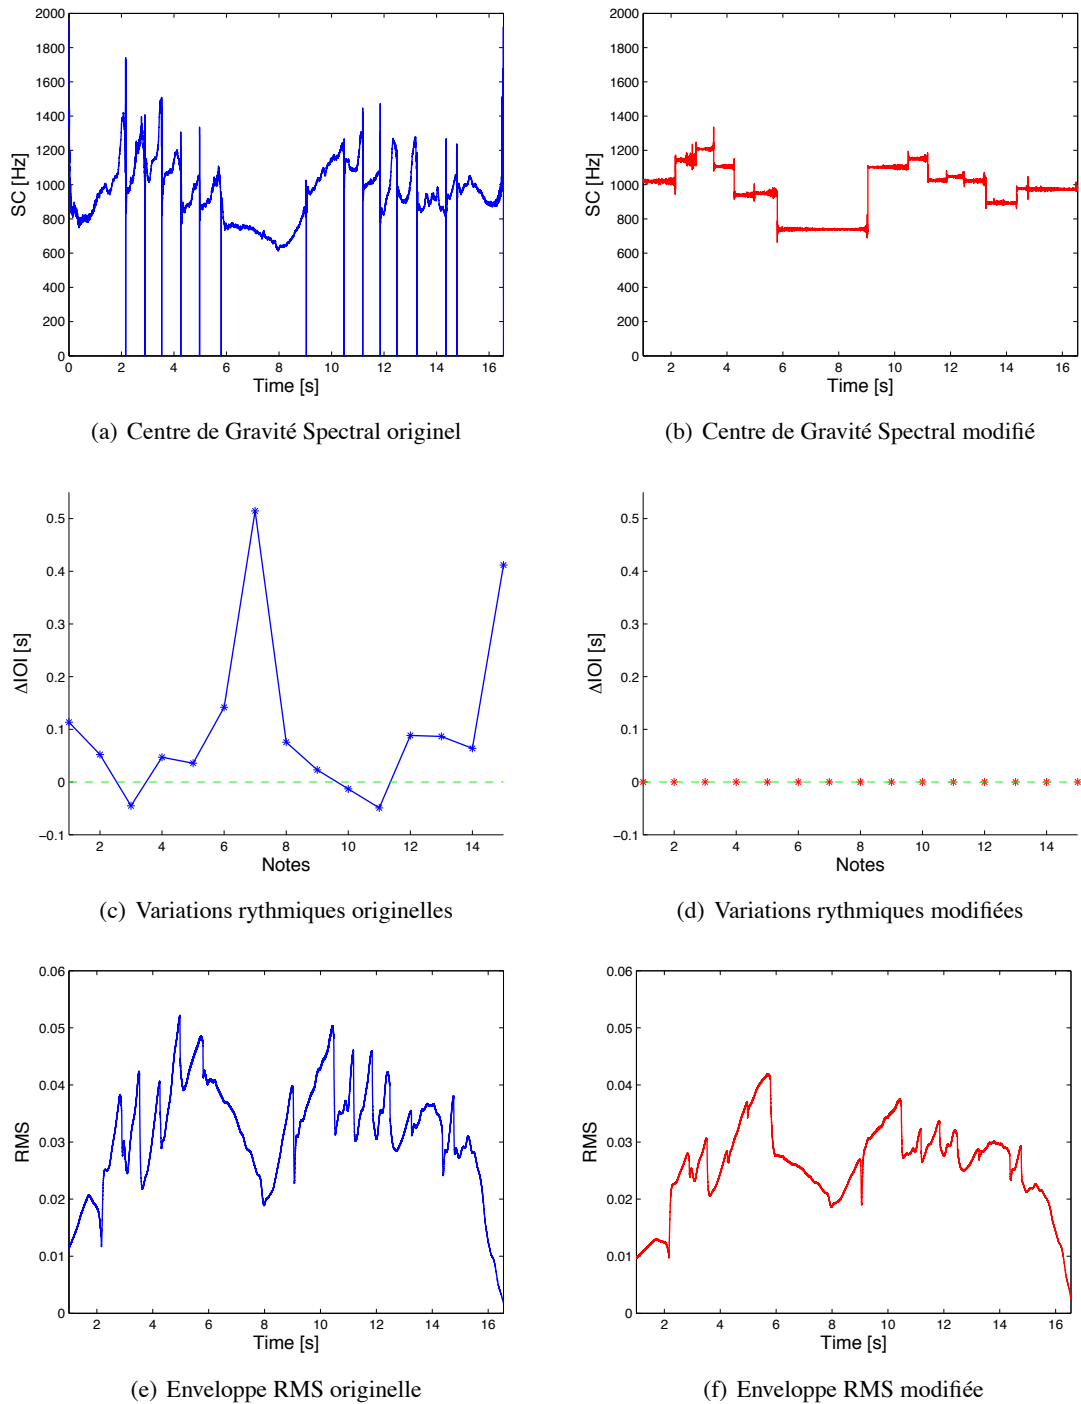 2000
1800
1600
1400
1200
1000
800
600
400
200
0
SC [Hz]
0 2 4 6 8 10 12 14 16
Time [s]
(a) Centre de Gravité Spectral originel
2000
1800
1600
1400
1200
1000
800
600
400
200
0
SC [Hz]
2 4 6 8 10 12 14 16
Time [s]
(b) Centre de Gravité Spectral modifié
0.5
0.4
0.3
0.2
0.1
0
−0.1
ΔIOI [s]
2 4 6 8 10 12 14
Notes
(c) Variations rythmiques originelles
0.5
0.4
0.3
0.2
0.1
0
−0.1
ΔIOI [s]
2 4 6 8 10 12 14
Notes
(d) Variations rythmiques modifiées
0.06
0.05
0.04
0.03
0.02
0.01
0
RMS
2 4 6 8 10 12 14 16
Time [s]
(e) Enveloppe RMS originelle
0.06
0.05
0.04
0.03
0.02
0.01
0
RMS
2 4 6 8 10 12 14 16
Time [s]
(f) Enveloppe RMS modifiée